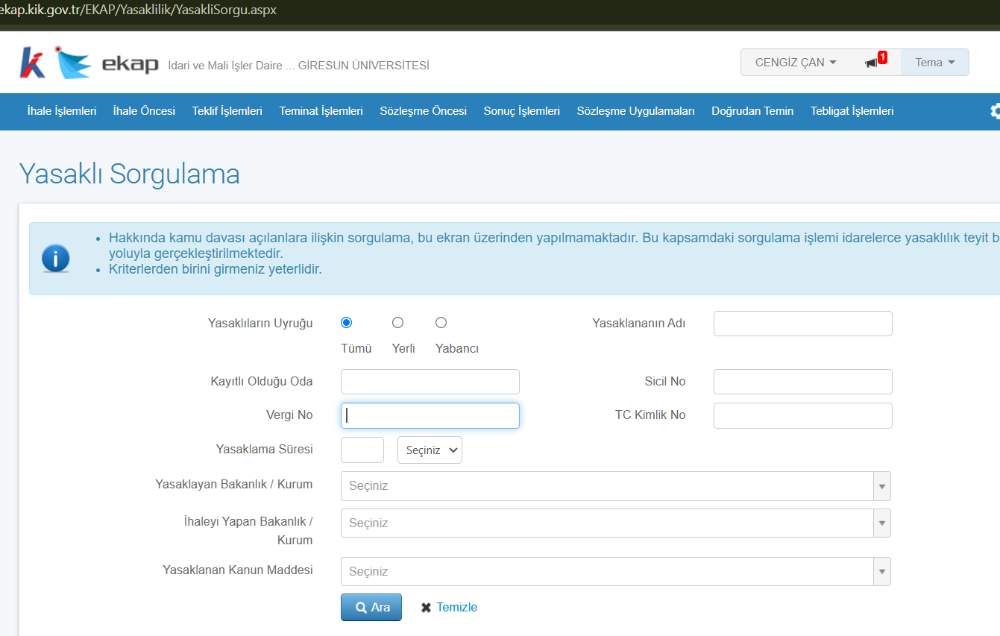 ekap.kik.gov.tr/EKAP/Yasaklilik/YasakliSorgu.aspx
ekap İdari ve Mali İşler Daire ... GİRESUN ÜNİVERSİTESİ CENGİZ ÇAN 1 Tema
İhale İşlemleri İhale Öncesi Teklif İşlemleri Teminat İşlemleri Sözleşme Öncesi Sonuç İşlemleri Sözleşme Uygulamaları Doğrudan Temin Tebligat İşlemleri
Yasaklı Sorgulama
• Hakkında kamu davası açılanlara ilişkin sorgulama, bu ekran üzerinden yapılmamaktadır. Bu kapsamdaki sorgulama işlemi idarelerce yasaklılık teyit b
yoluyla gerçekleştirilmektedir.
• Kriterlerden birini girmeniz yeterlidir.
Yasaklıların Uyruğu Yasaklananın Adı
Tümü Yerli Yabancı
Kayıtlı Olduğu Oda Sicil No
Vergi No TC Kimlik No
Yasaklama Süresi Seçiniz
Yasaklayan Bakanlık / Kurum Seçiniz
İhaleyi Yapan Bakanlık / Seçiniz
Kurum
Yasaklanan Kanun Maddesi Seçiniz
Ara Temizle